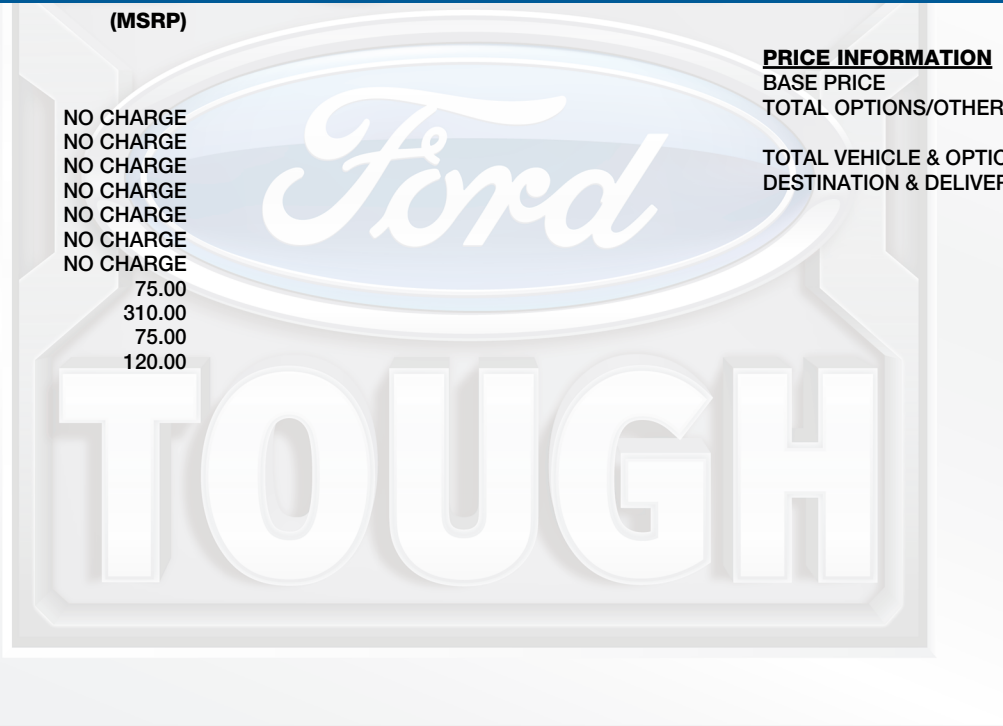 (MSRP)
NO CHARGE
NO CHARGE
NO CHARGE
NO CHARGE
NO CHARGE
NO CHARGE
NO CHARGE
75.00
310.00
75.00
120.00
PRICE INFORMATION
BASE PRICE
TOTAL OPTIONS/OTHER
TOTAL VEHICLE & OPTIO
DESTINATION & DELIVER
Ford
TOUGH